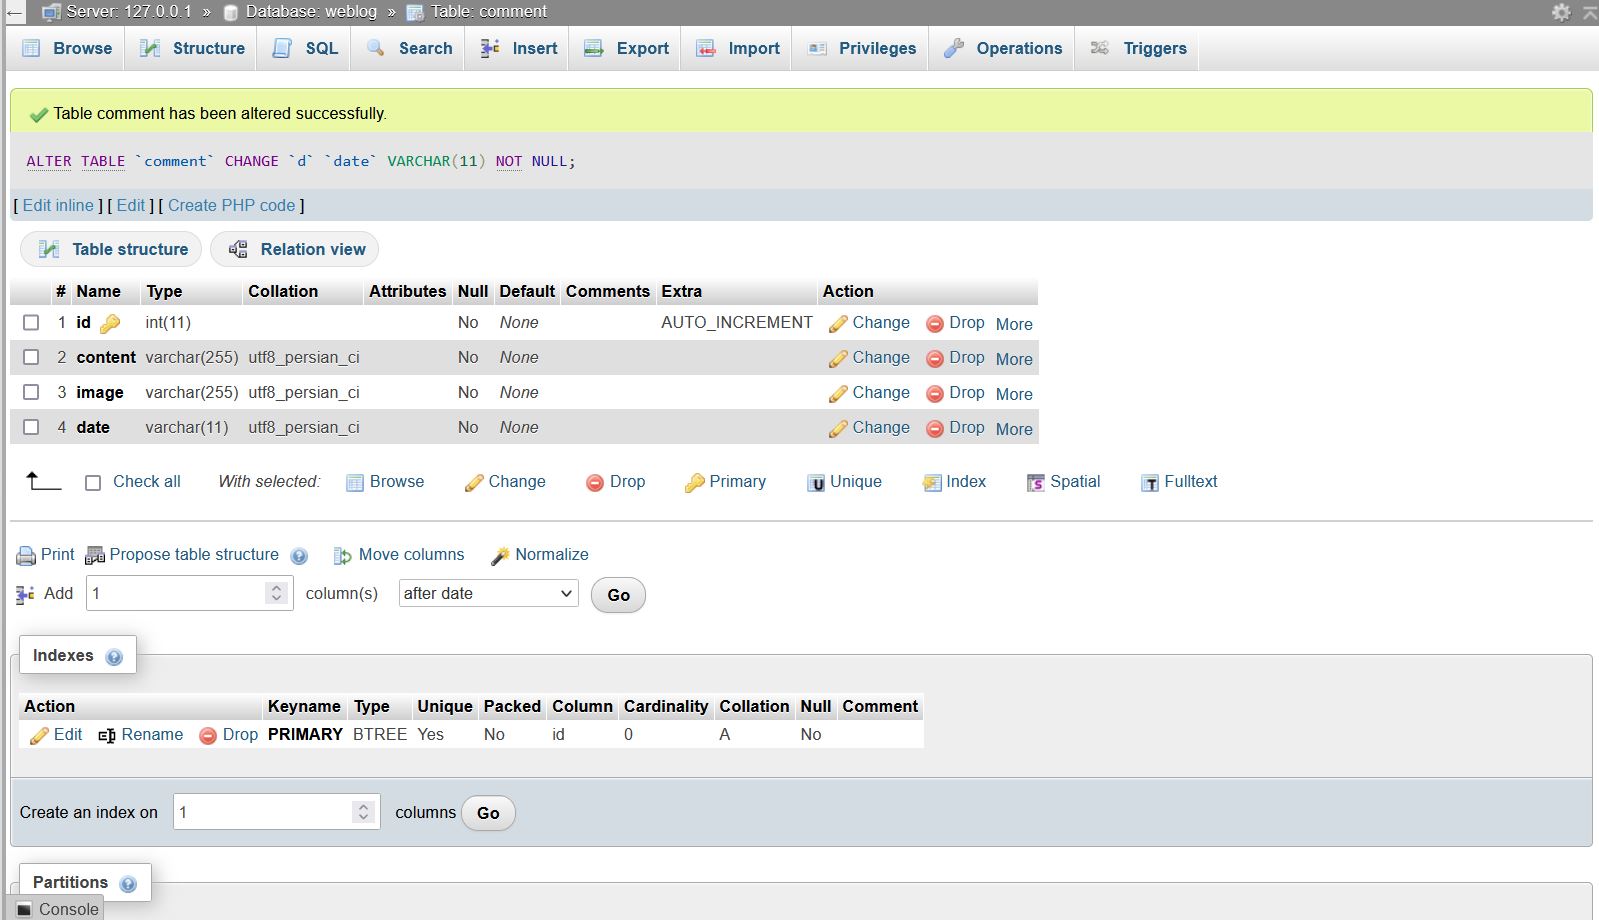 Server: 127.0.0.1 » Database: weblog » Table: comment
Browse Structure SQL Search Insert Export Import Privileges Operations Triggers
Table comment has been altered successfully.
ALTER TABLE `comment` CHANGE `d` `date` VARCHAR(11) NOT NULL;
[ Edit inline ] [ Edit ] [ Create PHP code ]
Table structure Relation view
# Name Type Collation Attributes Null Default Comments Extra Action
1 id int(11) No None AUTO_INCREMENT Change Drop More
2 content varchar(255) utf8_persian_ci No None Change Drop More
3 image varchar(255) utf8_persian_ci No None Change Drop More
4 date varchar(11) utf8_persian_ci No None Change Drop More
Check all With selected: Browse Change Drop Primary Unique Index Spatial Fulltext
Print Propose table structure Move columns Normalize
Add 1 column(s) after date Go
Indexes
Action Keyname Type Unique Packed Column Cardinality Collation Null Comment
Edit Rename Drop PRIMARY BTREE Yes No id 0 A No
Create an index on 1 columns Go
Partitions
Console